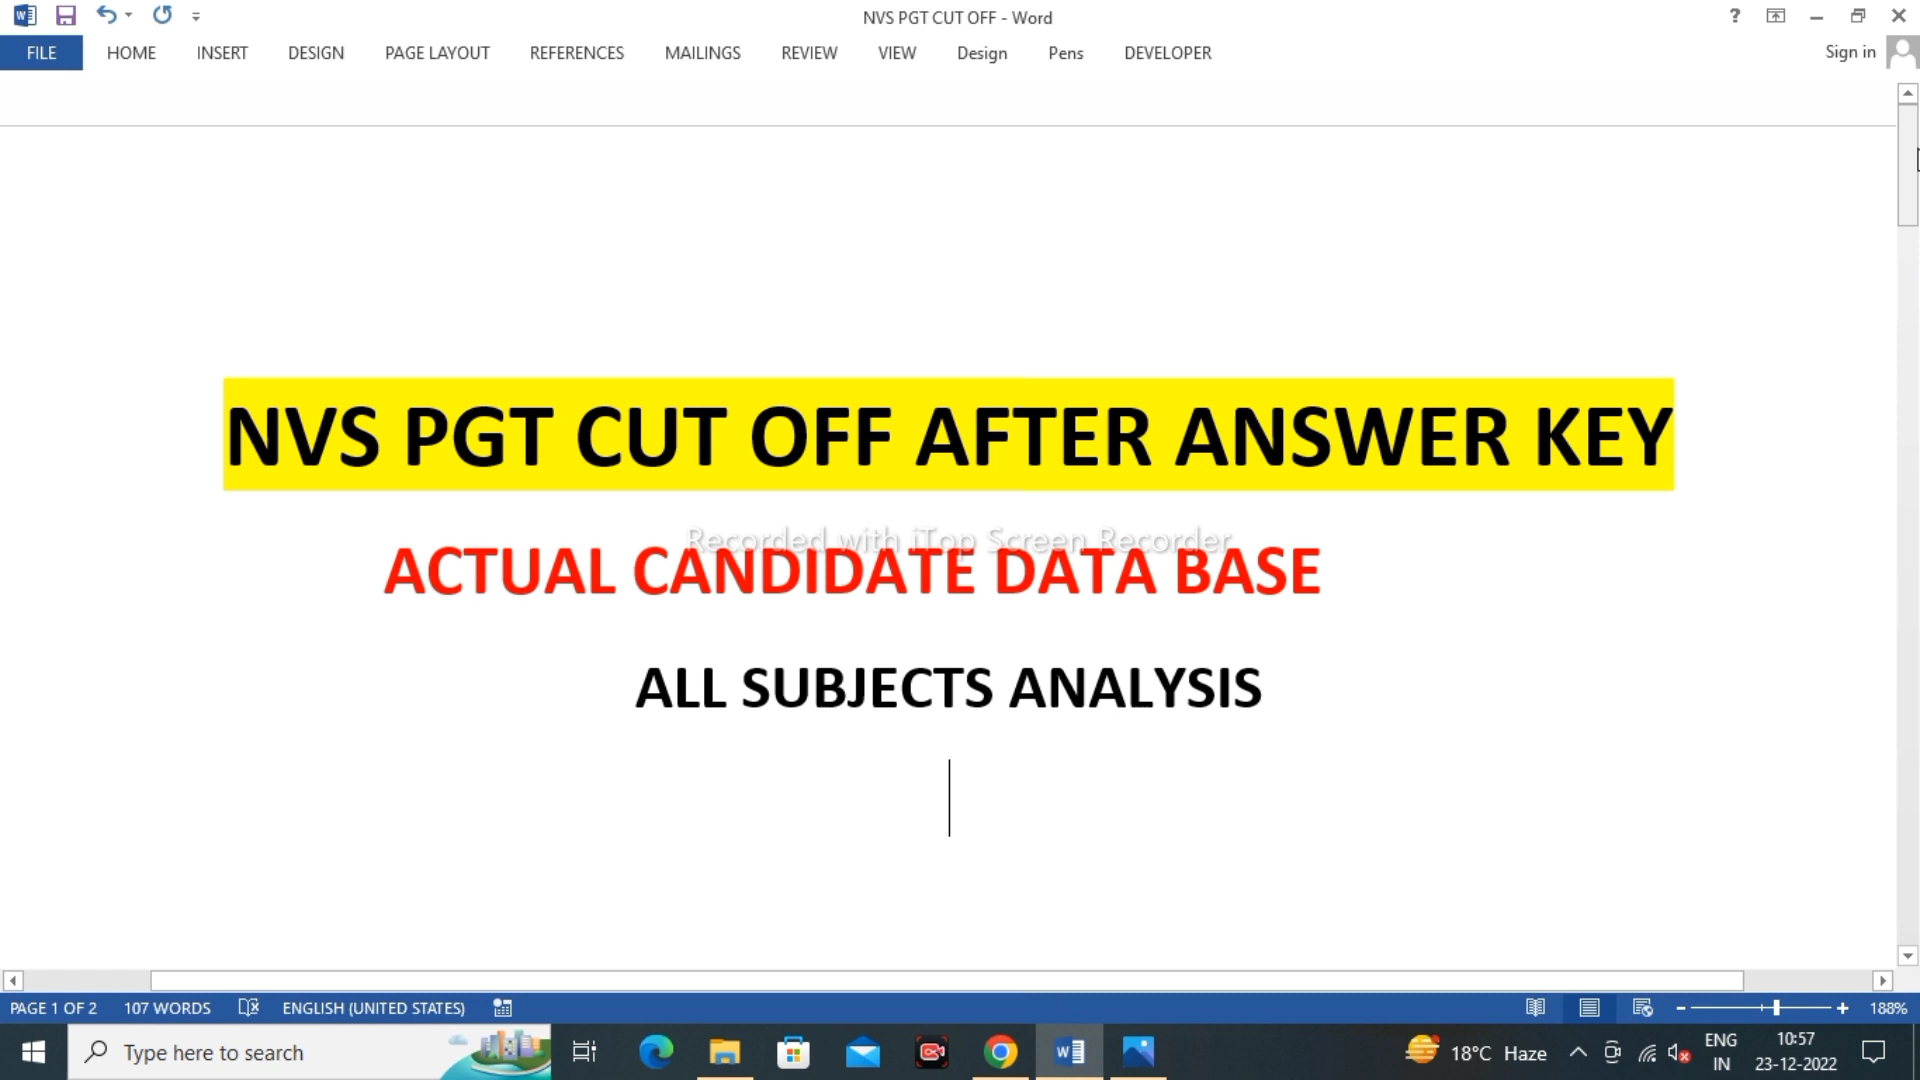 NVS PGT CUT OFF - Word
FILE HOME INSERT DESIGN PAGE LAYOUT REFERENCES MAILINGS REVIEW VIEW Design Pens DEVELOPER Sign in
NVS PGT CUT OFF AFTER ANSWER KEY
Recorded with iTop Screen Recorder
ACTUAL CANDIDATE DATA BASE
ALL SUBJECTS ANALYSIS
PAGE 1 OF 2 107 WORDS ENGLISH (UNITED STATES) 188%
Type here to search 18°C Haze ENG IN 10:57 23-12-2022